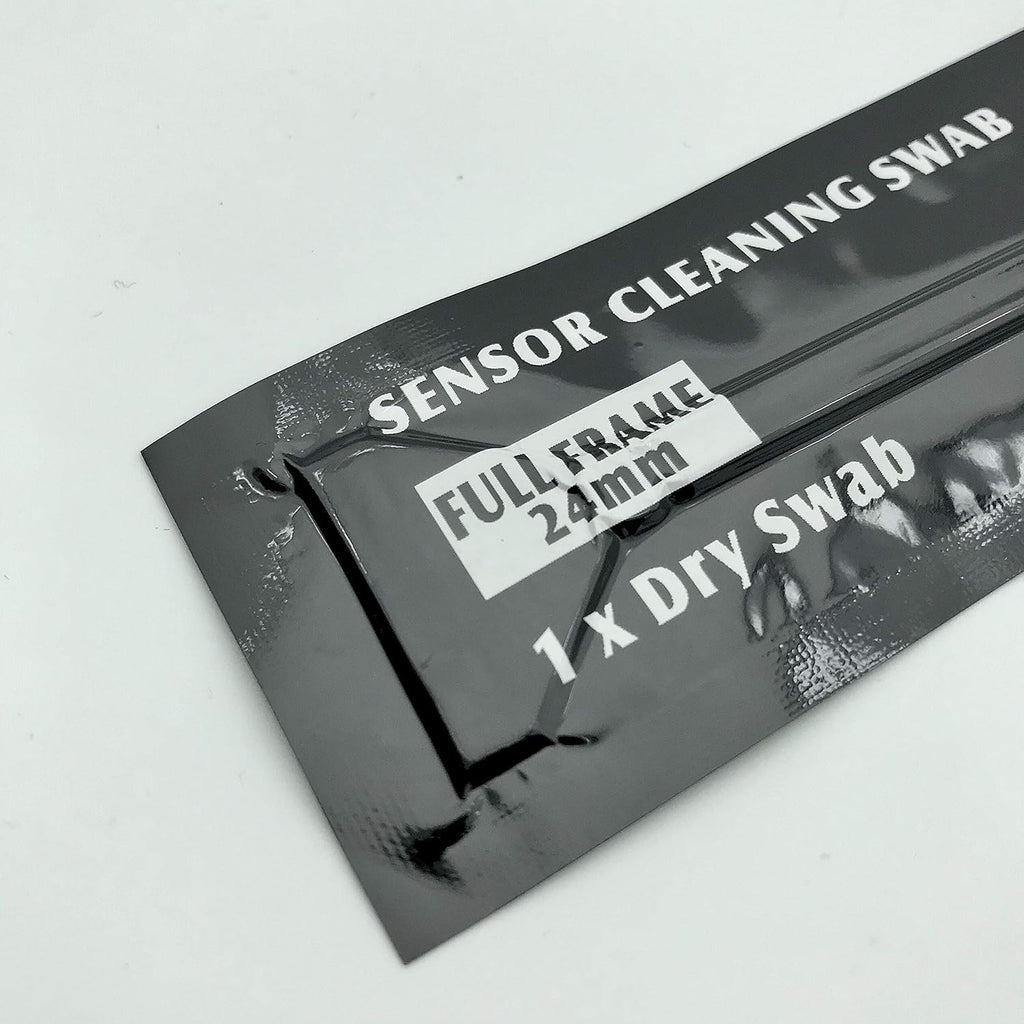 SENSOR CLEANING SWAB
FULL FRAME
24mm
1 x Dry Swab